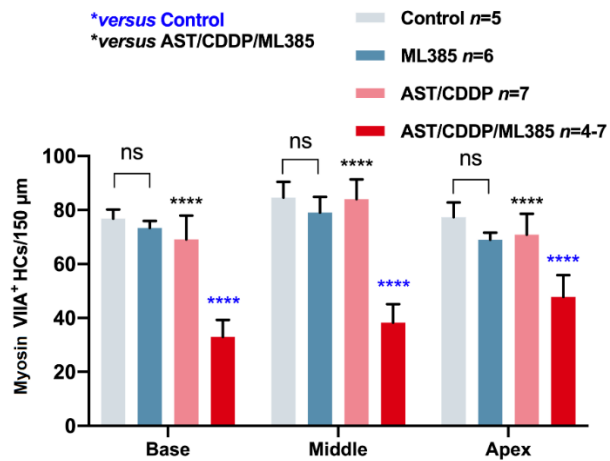 *versus Control
*versus AST/CDDP/ML385
Control n=5
ML385 n=6
AST/CDDP n=7
AST/CDDP/ML385 n=4-7
Myosin VIIA⁺ HCs/150 μm
100
80
60
40
20
0
ns
****
****
ns
****
****
ns
****
****
Base
Middle
Apex